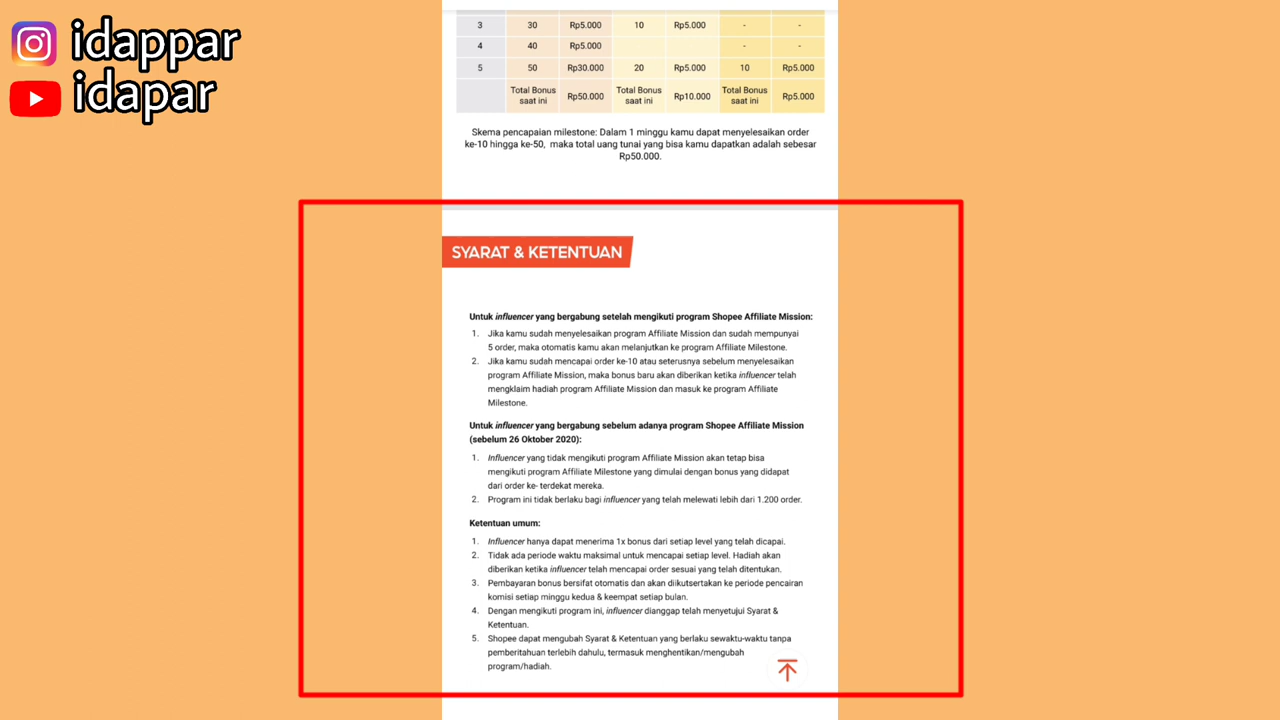 idappar
idapar
3 30 Rp5.000 10 Rp5.000 - -
4 40 Rp5.000 - -
5 50 Rp30.000 20 Rp5.000 10 Rp5.000
Total Bonus saat ini Rp50.000 Total Bonus saat ini Rp10.000 Total Bonus saat ini Rp5.000
Skema pencapaian milestone: Dalam 1 minggu kamu dapat menyelesaikan order
ke-10 hingga ke-50, maka total uang tunai yang bisa kamu dapatkan adalah sebesar
Rp50.000.
SYARAT & KETENTUAN
Untuk influencer yang bergabung setelah mengikuti program Shopee Affiliate Mission:
1. Jika kamu sudah menyelesaikan program Affiliate Mission dan sudah mempunyai
5 order, maka otomatis kamu akan melanjutkan ke program Affiliate Milestone.
2. Jika kamu sudah mencapai order ke-10 atau seterusnya sebelum menyelesaikan
program Affiliate Mission, maka bonus baru akan diberikan ketika influencer telah
mengklaim hadiah program Affiliate Mission dan masuk ke program Affiliate
Milestone.
Untuk influencer yang bergabung sebelum adanya program Shopee Affiliate Mission
(sebelum 26 Oktober 2020):
1. Influencer yang tidak mengikuti program Affiliate Mission akan tetap bisa
mengikuti program Affiliate Milestone yang dimulai dengan bonus yang didapat
dari order ke- terdekat mereka.
2. Program ini tidak berlaku bagi influencer yang telah melewati lebih dari 1.200 order.
Ketentuan umum:
1. Influencer hanya dapat menerima 1x bonus dari setiap level yang telah dicapai.
2. Tidak ada periode waktu maksimal untuk mencapai setiap level. Hadiah akan
diberikan ketika influencer telah mencapai order sesuai yang telah ditentukan.
3. Pembayaran bonus bersifat otomatis dan akan diikutsertakan ke periode pencairan
komisi setiap minggu kedua & keempat setiap bulan.
4. Dengan mengikuti program ini, influencer dianggap telah menyetujui Syarat &
Ketentuan.
5. Shopee dapat mengubah Syarat & Ketentuan yang berlaku sewaktu-waktu tanpa
pemberitahuan terlebih dahulu, termasuk menghentikan/mengubah
program/hadiah.